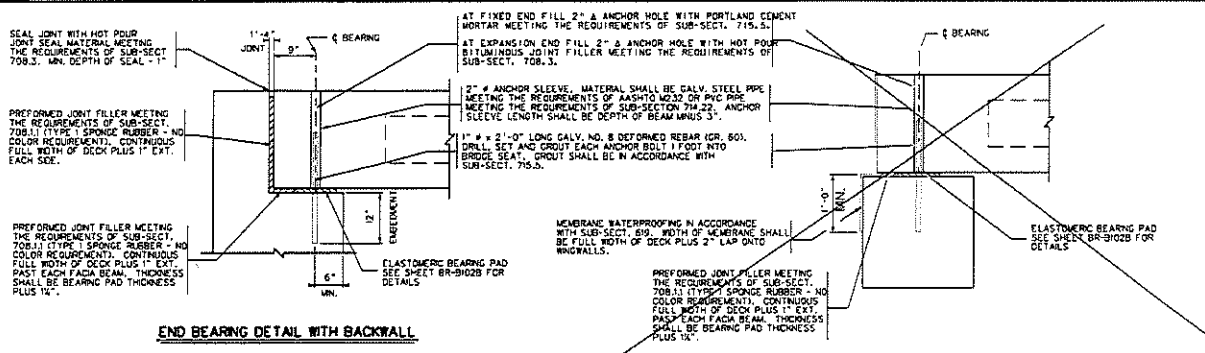 SEAL JOINT WITH HOT POUR
JOINT SEAL MATERIAL MEETING
THE REQUIREMENTS OF SUB-SECT
708.3. MIN. DEPTH OF SEAL - 1"
PREFORMED JOINT FILLER MEETING
THE REQUIREMENTS OF SUB-SECT.
708.1.1 (TYPE 1 SPONGE RUBBER - NO
COLOR REQUIREMENT). CONTINUOUS
FULL WIDTH OF DECK PLUS 1" EXT.
EACH SIDE.
PREFORMED JOINT FILLER MEETING
THE REQUIREMENTS OF SUB-SECT.
708.1.1 (TYPE 1 SPONGE RUBBER - NO
COLOR REQUIREMENT). CONTINUOUS
FULL WIDTH OF DECK PLUS 1" EXT.
PAST EACH FACIA BEAM. THICKNESS
SHALL BE BEARING PAD THICKNESS
PLUS 1¼".
JOINT
9"
℄ BEARING
12"
EMBEDMENT
6"
MIN.
ELASTOMERIC BEARING PAD
SEE SHEET BR-B102B FOR
DETAILS
END BEARING DETAIL WITH BACKWALL
AT FIXED END FILL 2" Δ ANCHOR HOLE WITH PORTLAND CEMENT
MORTAR MEETING THE REQUIREMENTS OF SUB-SECT. 715.5.
AT EXPANSION END FILL 2" Δ ANCHOR HOLE WITH HOT POUR
BITUMINOUS JOINT FILLER MEETING THE REQUIREMENTS OF
SUB-SECT. 708.3.
2" ø ANCHOR SLEEVE. MATERIAL SHALL BE GALV. STEEL PIPE
MEETING THE REQUIREMENTS OF AASHTO M232 OR PVC PIPE
MEETING THE REQUIREMENTS OF SUB-SECTION 714.22. ANCHOR
SLEEVE LENGTH SHALL BE DEPTH OF BEAM MINUS 3".
1" ø x 2'-0" LONG GALV. NO. 8 DEFORMED REBAR (GR. 60).
DRILL, SET AND GROUT EACH ANCHOR BOLT 1 FOOT INTO
BRIDGE SEAT. GROUT SHALL BE IN ACCORDANCE WITH
SUB-SECT. 715.5.
MEMBRANE WATERPROOFING IN ACCORDANCE
WITH SUB-SECT. 619. WIDTH OF MEMBRANE SHALL
BE FULL WIDTH OF DECK PLUS 2" LAP ONTO
WINGWALLS.
PREFORMED JOINT FILLER MEETING
THE REQUIREMENTS OF SUB-SECT.
708.1.1 (TYPE 1 SPONGE RUBBER - NO
COLOR REQUIREMENT). CONTINUOUS
FULL WIDTH OF DECK PLUS 1" EXT.
PAST EACH FACIA BEAM. THICKNESS
SHALL BE BEARING PAD THICKNESS
PLUS 1¼".
℄ BEARING
1'-0"
MIN.
ELASTOMERIC BEARING PAD
SEE SHEET BR-B102B FOR
DETAILS